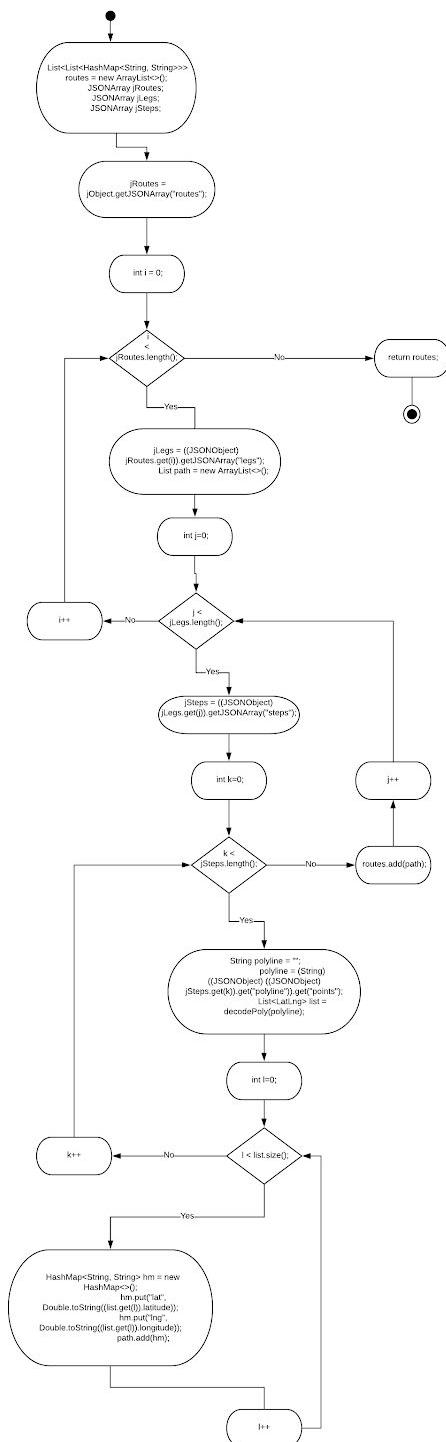 List<List<HashMap<String, String>>>
routes = new ArrayList<>();
JSONArray jRoutes;
JSONArray jLegs;
JSONArray jSteps;
jRoutes =
jObject.getJSONArray("routes");
int i = 0;
i
<
jRoutes.length();
No
return routes;
Yes
jLegs = ((JSONObject)
jRoutes.get(i)).getJSONArray("legs");
List path = new ArrayList<>();
int j=0;
j <
jLegs.length();
No
i++
Yes
jSteps = ((JSONObject)
jLegs.get(j)).getJSONArray("steps");
int k=0;
j++
k <
jSteps.length();
No
routes.add(path);
Yes
String polyline = "";
polyline = (String)
((JSONObject) ((JSONObject)
jSteps.get(k)).get("polyline")).get("points");
List<LatLng> list =
decodePoly(polyline);
int l=0;
l < list.size();
No
k++
Yes
HashMap<String, String> hm = new
HashMap<>();
hm.put("lat",
Double.toString((list.get(l)).latitude));
hm.put("lng",
Double.toString((list.get(l)).longitude));
path.add(hm);
l++